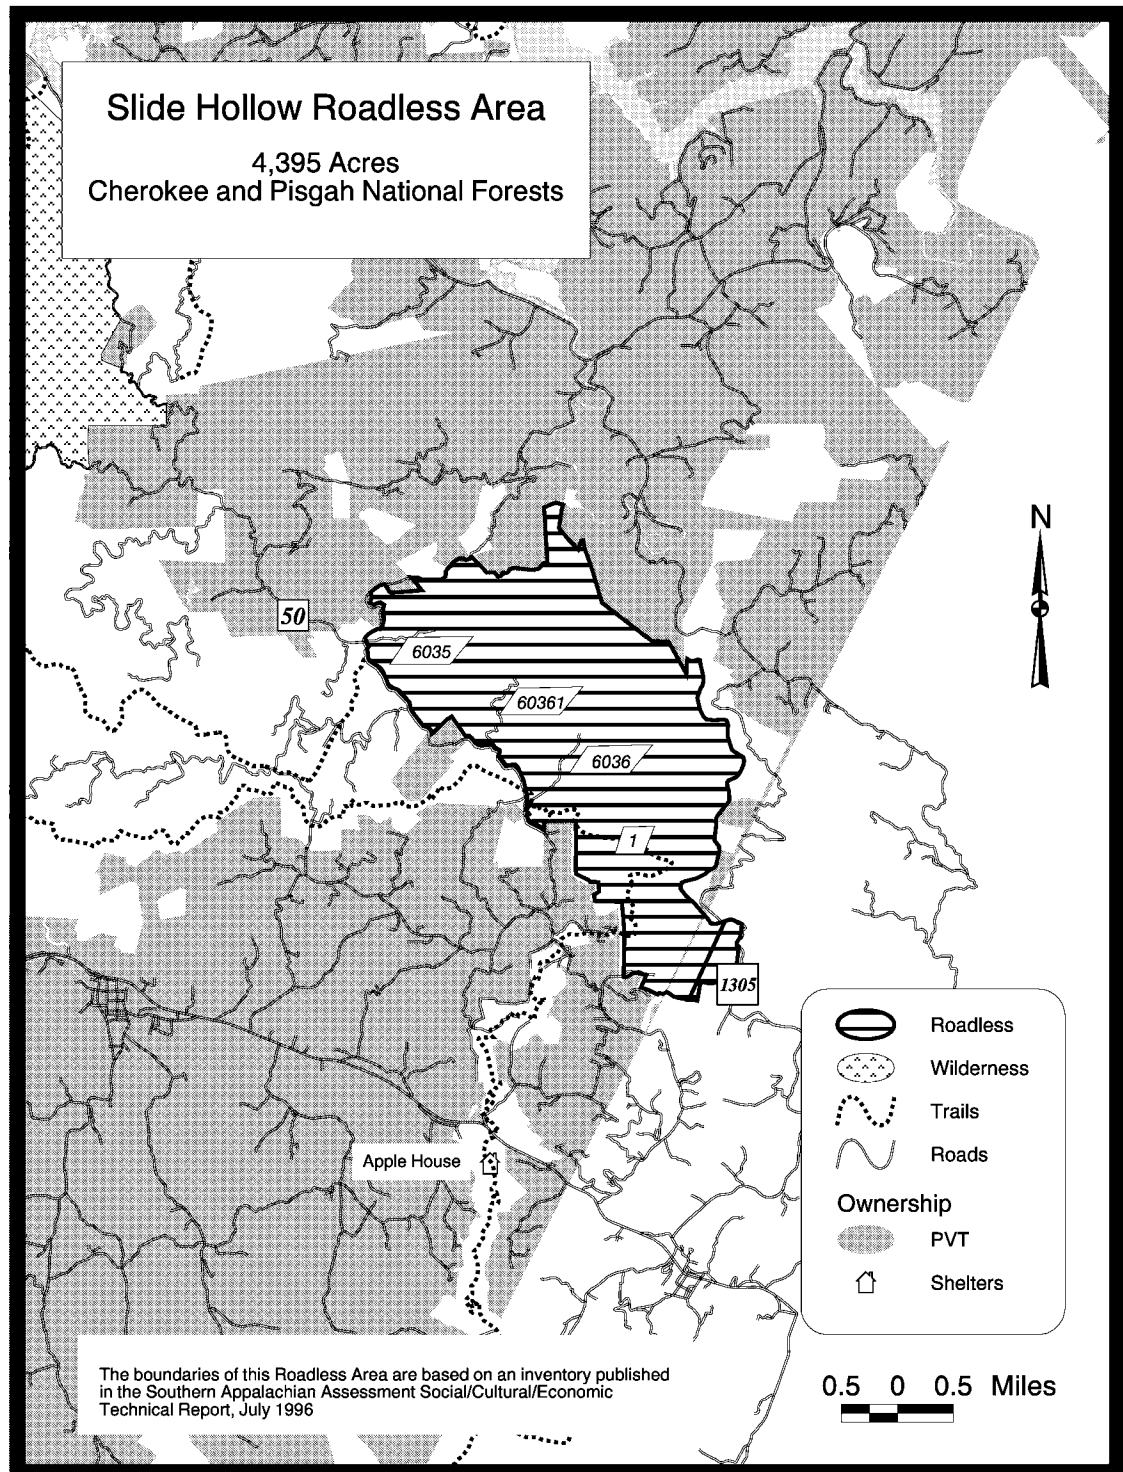 Slide Hollow Roadless Area
4,395 Acres
Cherokee and Pisgah National Forests
N
50
6035
60361
6036
1
1305
Roadless
Wilderness
Trails
Roads
Ownership
PVT
Shelters
Apple House
The boundaries of this Roadless Area are based on an inventory published
in the Southern Appalachian Assessment Social/Cultural/Economic
Technical Report, July 1996
0.5 0 0.5 Miles